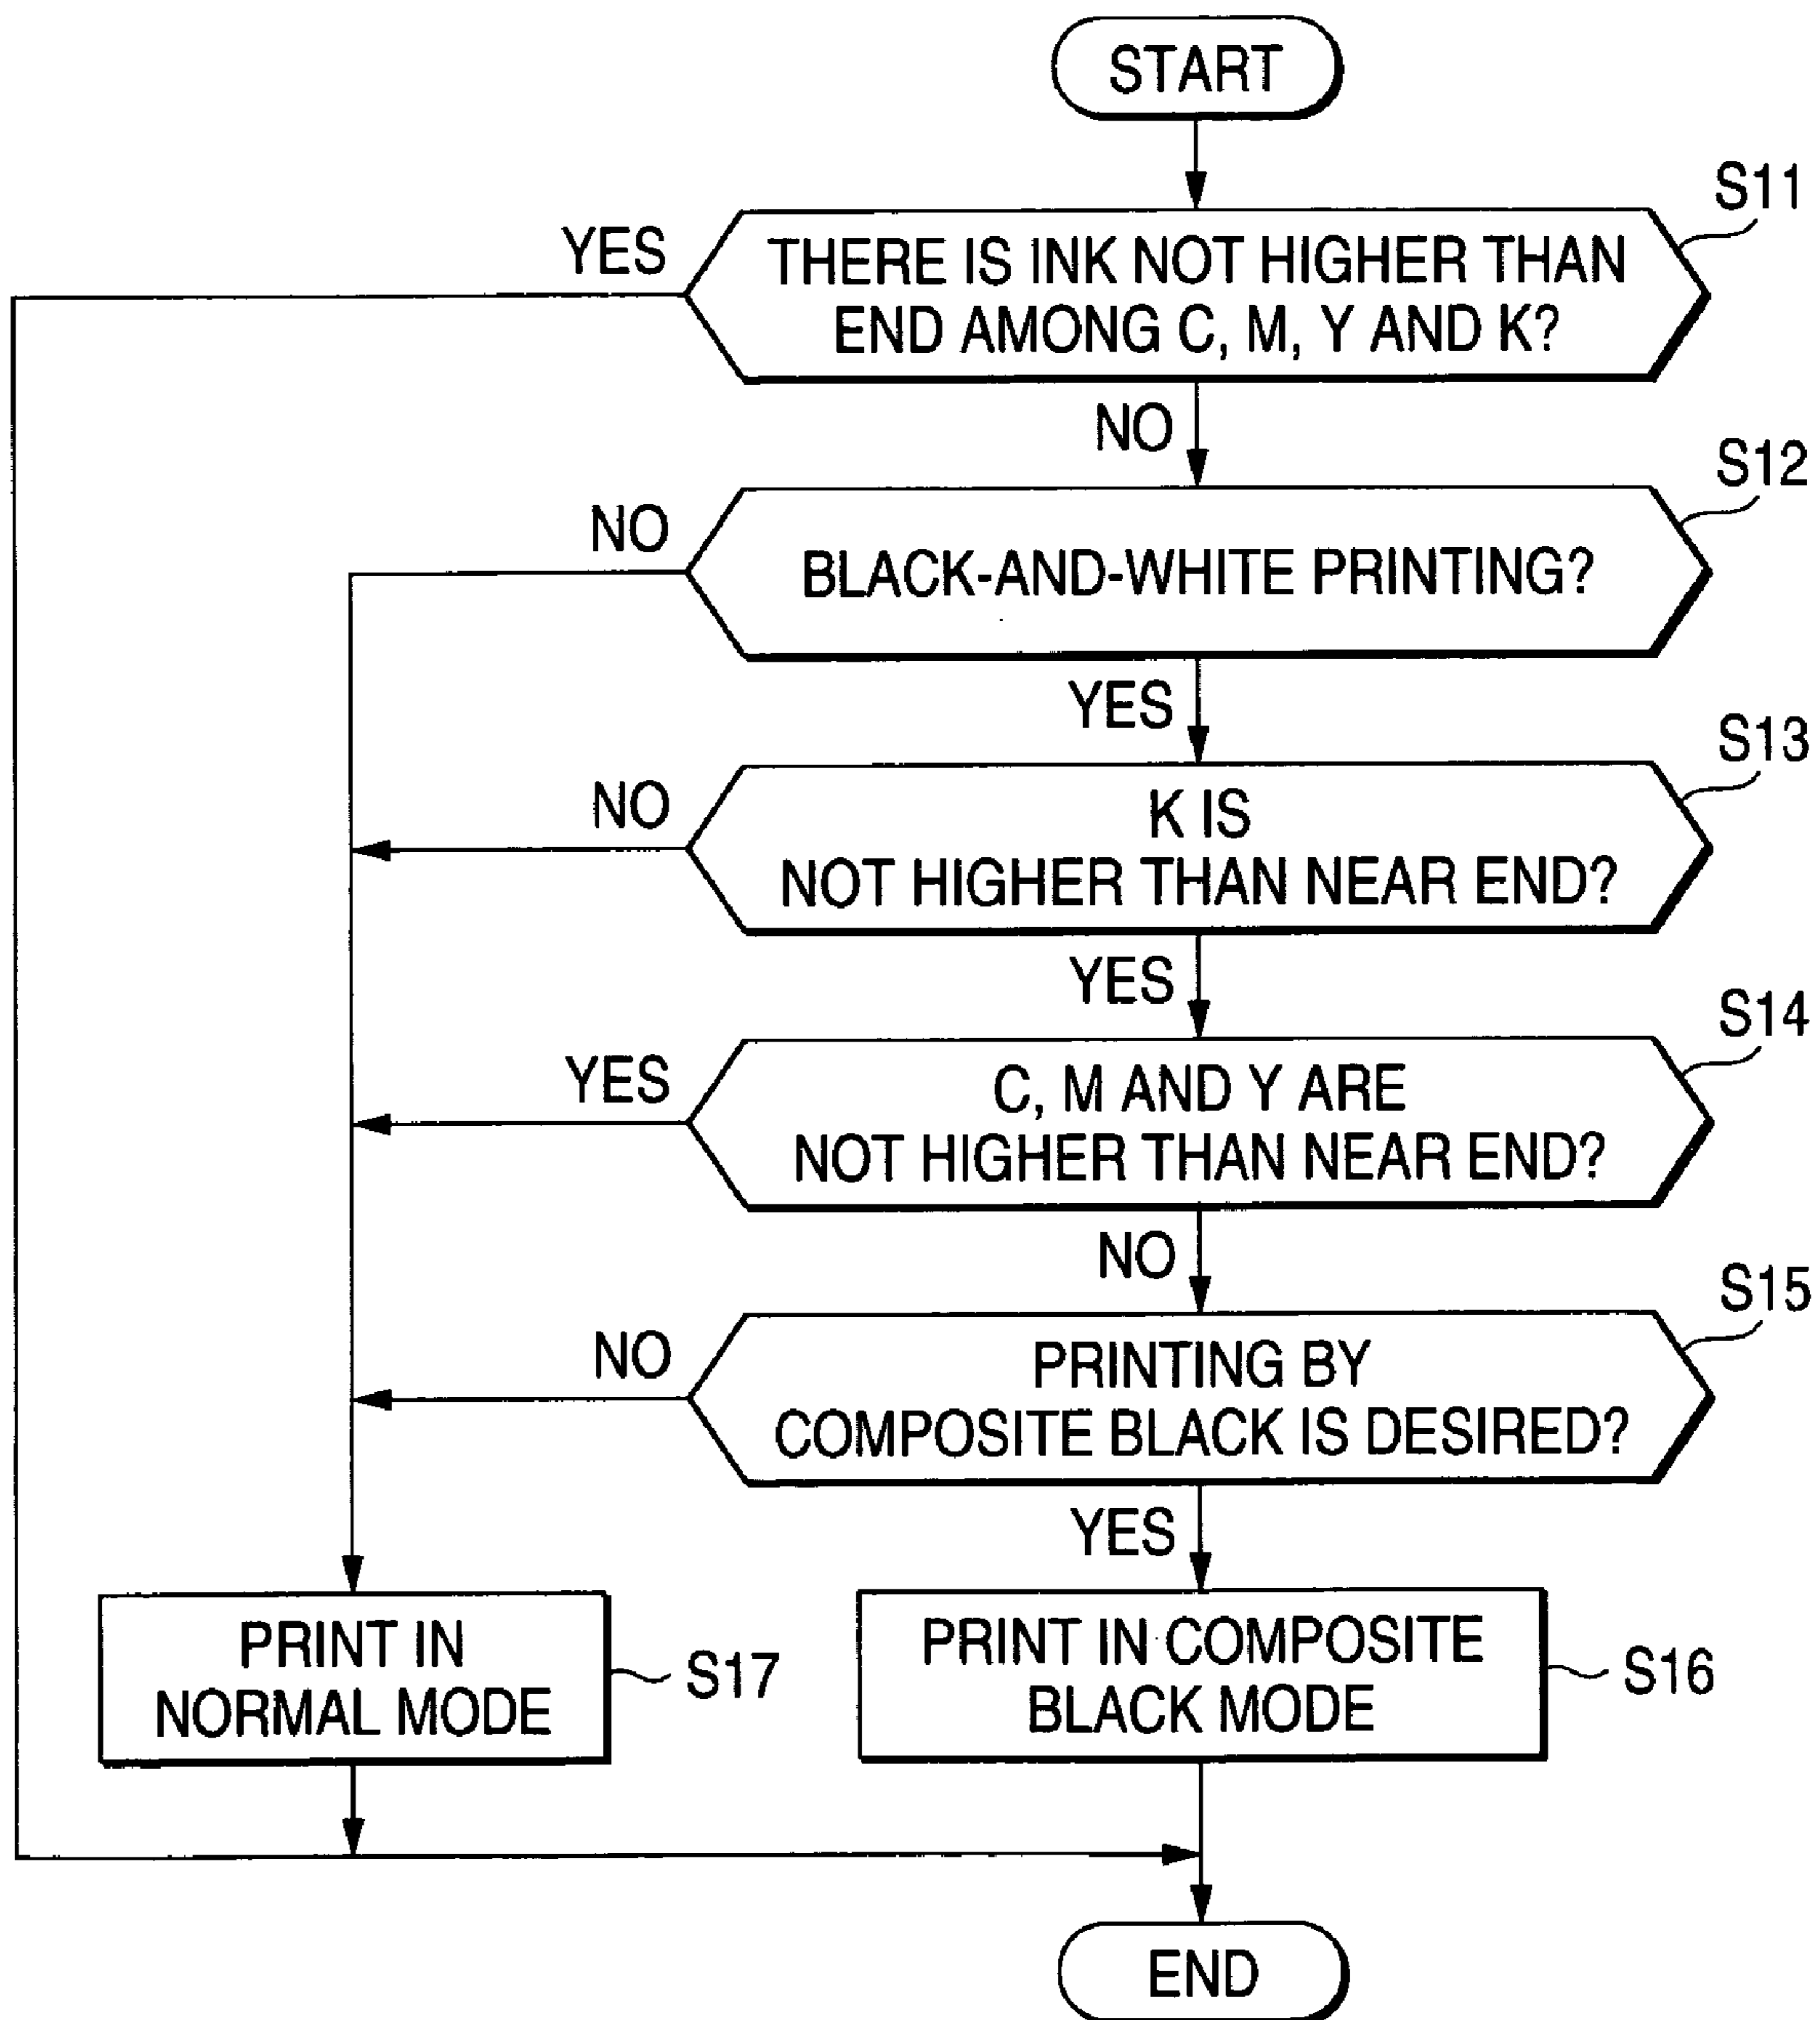 START
S11
YES
THERE IS INK NOT HIGHER THAN
END AMONG C, M, Y AND K?
NO
S12
NO
BLACK-AND-WHITE PRINTING?
YES
S13
NO
K IS
NOT HIGHER THAN NEAR END?
YES
S14
YES
C, M AND Y ARE
NOT HIGHER THAN NEAR END?
NO
S15
NO
PRINTING BY
COMPOSITE BLACK IS DESIRED?
YES
PRINT IN
NORMAL MODE
S17
PRINT IN COMPOSITE
BLACK MODE
S16
END